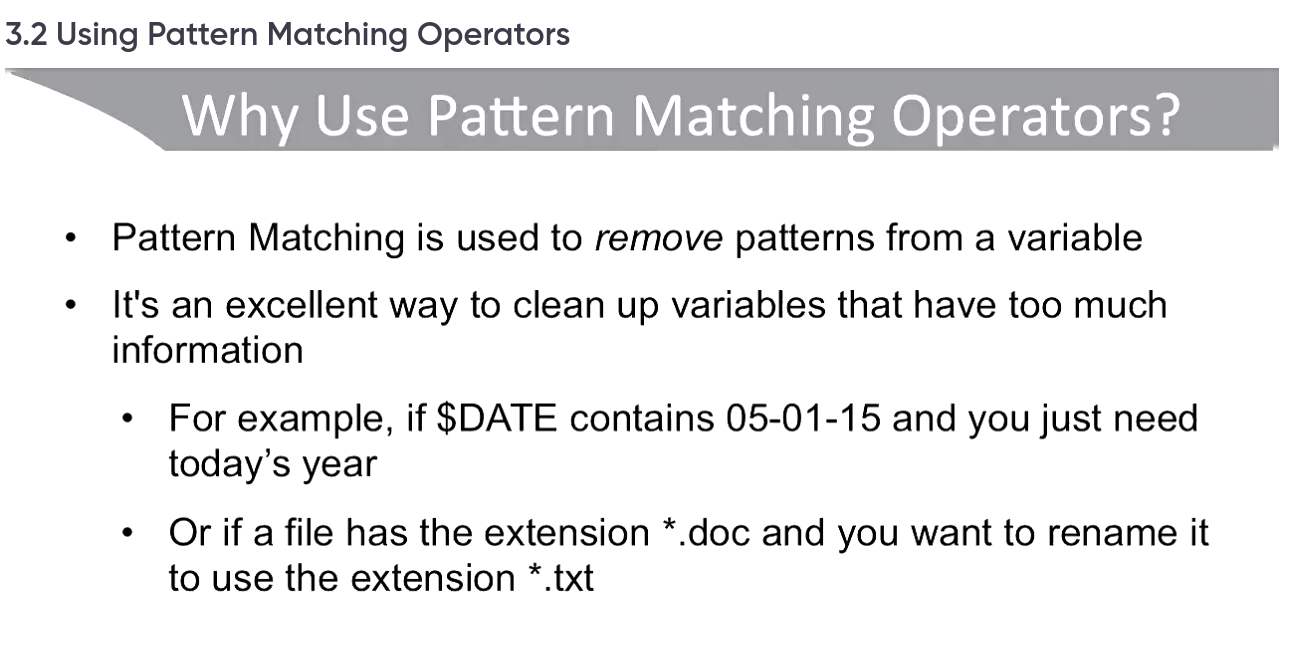 3.2 Using Pattern Matching Operators
Why Use Pattern Matching Operators?
• Pattern Matching is used to remove patterns from a variable
• It's an excellent way to clean up variables that have too much
information
• For example, if $DATE contains 05-01-15 and you just need
today’s year
• Or if a file has the extension *.doc and you want to rename it
to use the extension *.txt